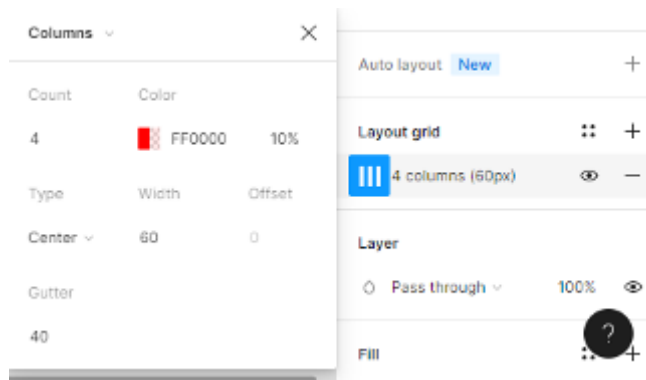 Columns
Count Color
4 FF0000 10%
Type Width Offset
Center 60 0
Gutter
40
Auto layout New
Layout grid
4 columns (60px)
Layer
Pass through 100%
?
Fill